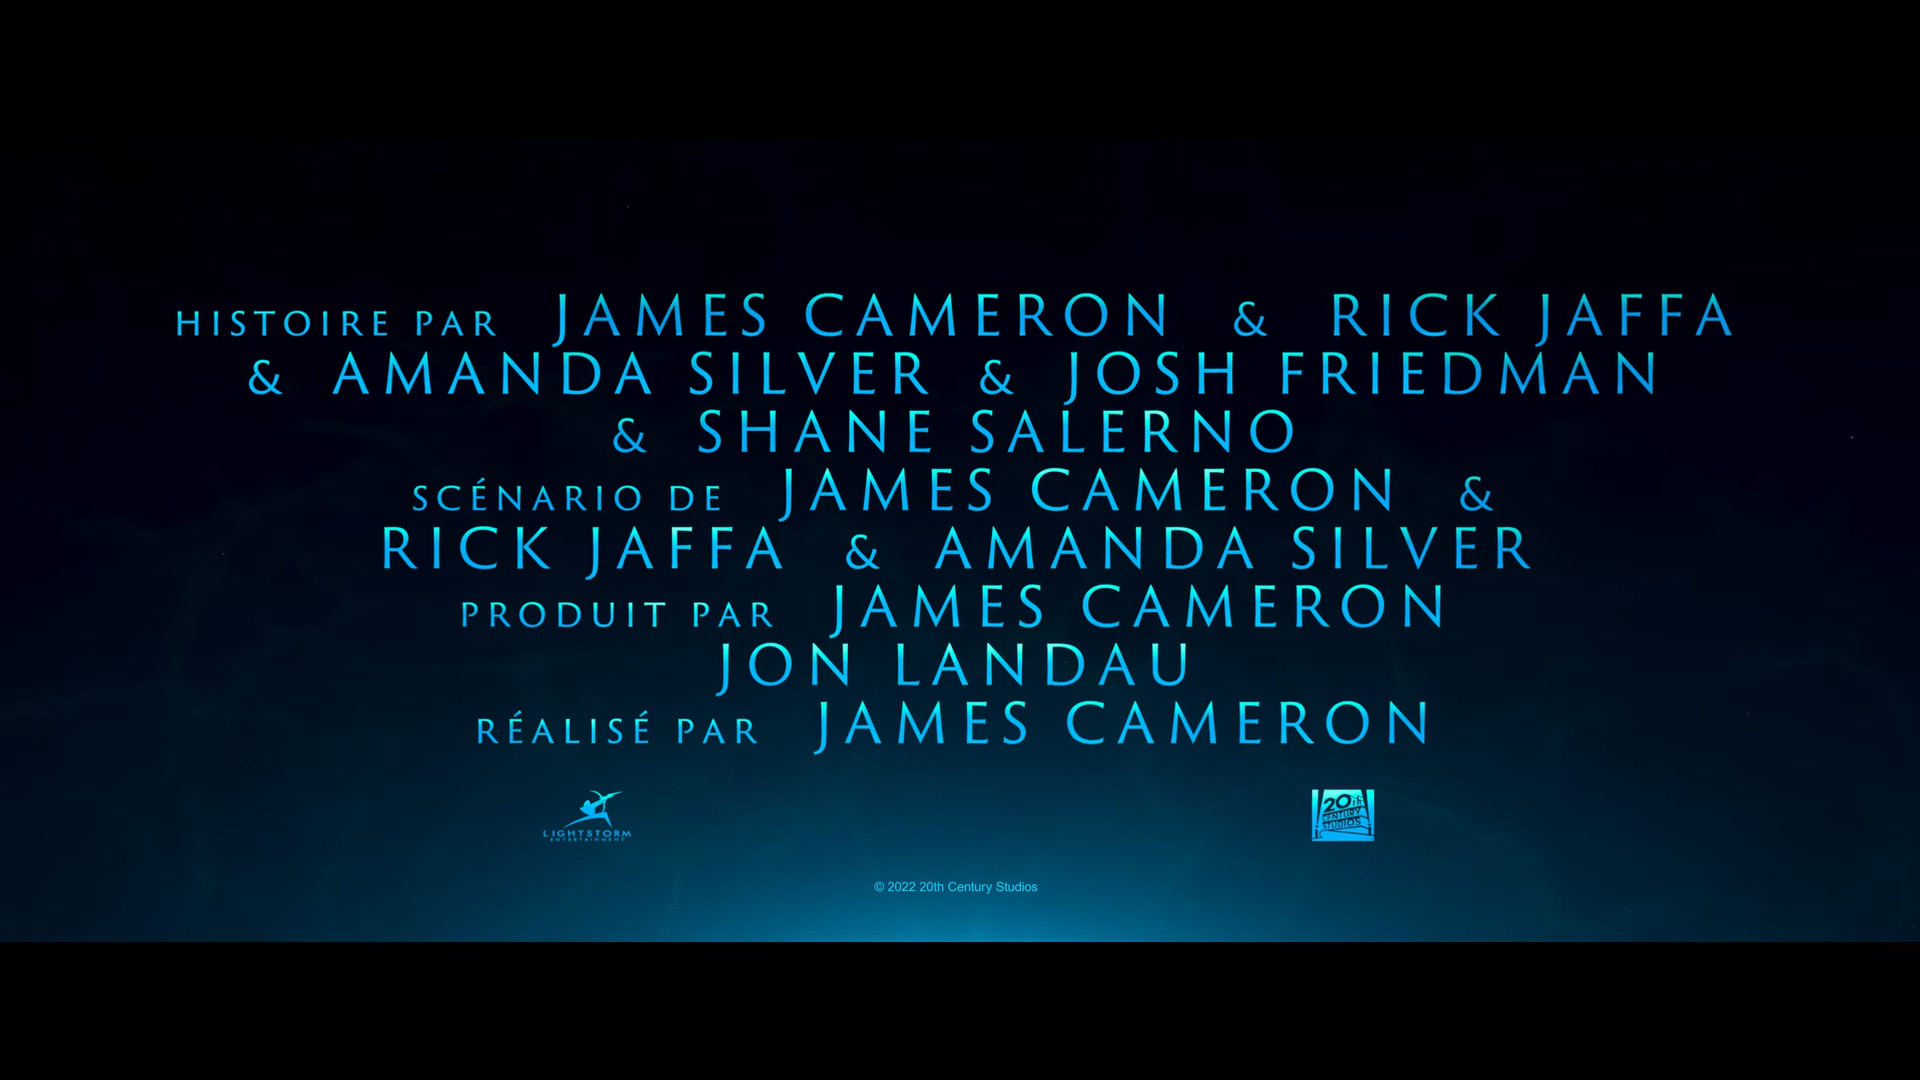 HISTOIRE PAR JAMES CAMERON & RICK JAFFA
& AMANDA SILVER & JOSH FRIEDMAN
& SHANE SALERNO
SCÉNARIO DE JAMES CAMERON &
RICK JAFFA & AMANDA SILVER
PRODUIT PAR JAMES CAMERON
JON LANDAU
RÉALISÉ PAR JAMES CAMERON
LIGHTSTORM
ENTERTAINMENT
20th
CENTURY
STUDIOS
© 2022 20th Century Studios